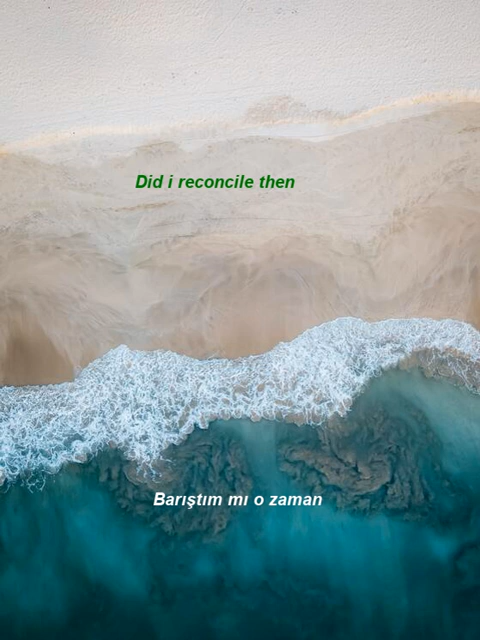 Did i reconcile then
Barıştım mı o zaman